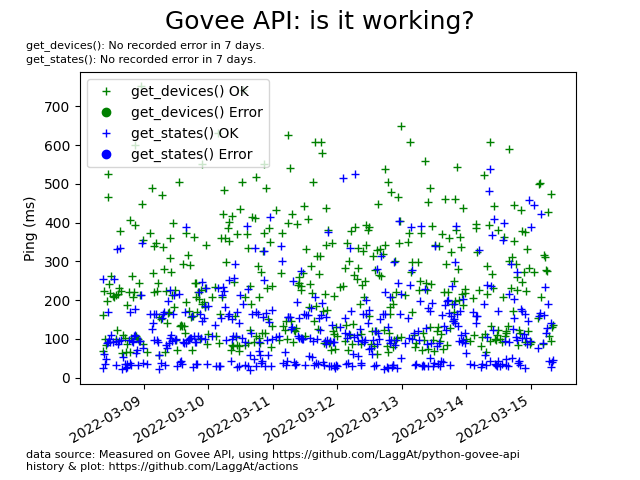 Govee API: is it working?
get_devices(): No recorded error in 7 days.
get_states(): No recorded error in 7 days.
get_devices() OK
get_devices() Error
get_states() OK
get_states() Error
Ping (ms)
700
600
500
400
300
200
100
0
2022-03-09
2022-03-10
2022-03-11
2022-03-12
2022-03-13
2022-03-14
2022-03-15
data source: Measured on Govee API, using https://github.com/LaggAt/python-govee-api
history & plot: https://github.com/LaggAt/actions